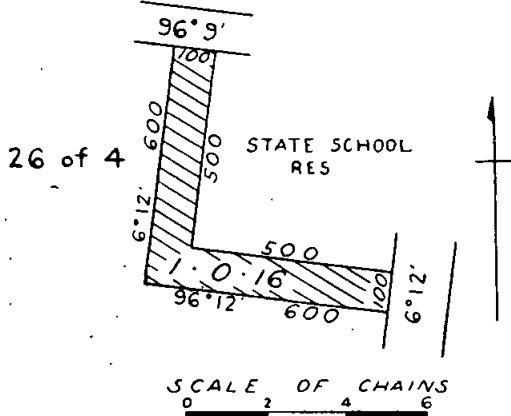 96° 9'
100
600
500
STATE SCHOOL
RES
26 of 4
6° 12'
500
1 · 0 · 16
100
6° 12'
96° 12'
600
SCALE OF CHAINS
0 2 4 6